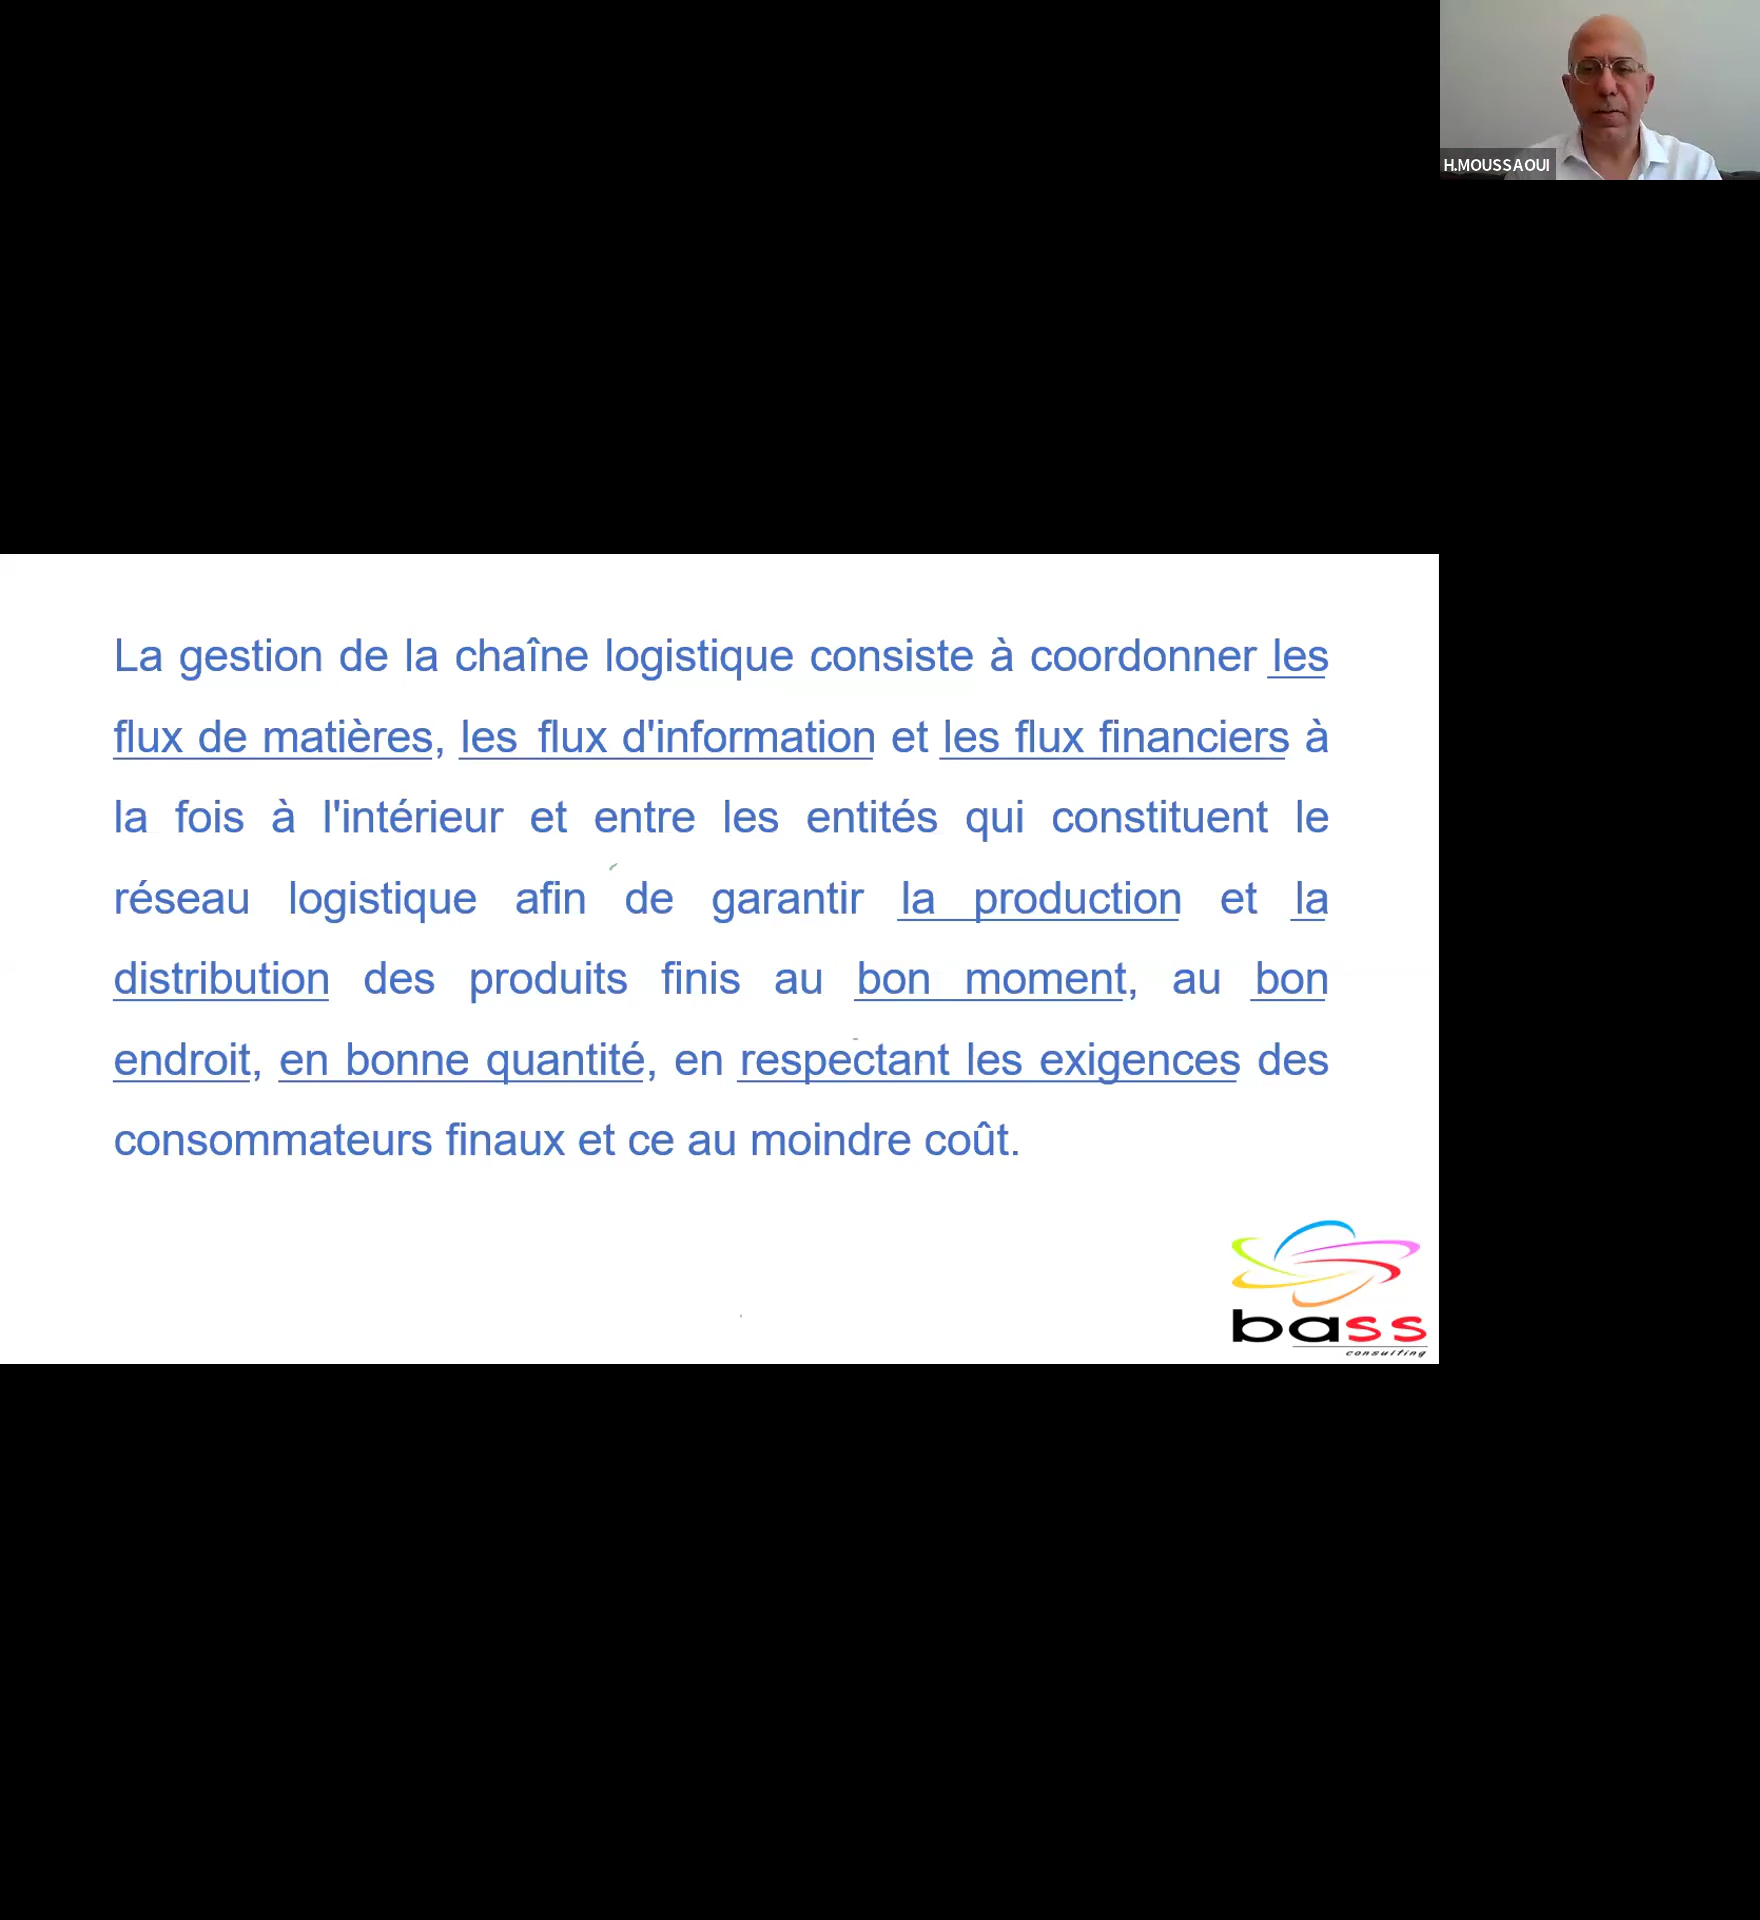 H.MOUSSAOUI
La gestion de la chaîne logistique consiste à coordonner les
flux de matières, les flux d'information et les flux financiers à
la fois à l'intérieur et entre les entités qui constituent le
réseau logistique afin de garantir la production et la
distribution des produits finis au bon moment, au bon
endroit, en bonne quantité, en respectant les exigences des
consommateurs finaux et ce au moindre coût.
bass
consulting